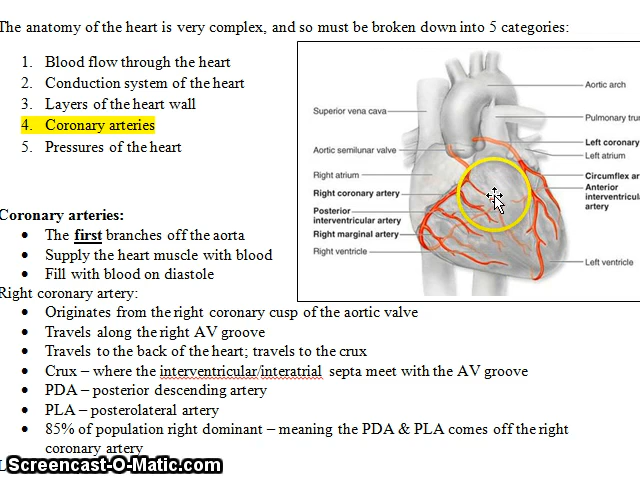 The anatomy of the heart is very complex, and so must be broken down into 5 categories:
1. Blood flow through the heart
2. Conduction system of the heart
3. Layers of the heart wall
4. Coronary arteries
5. Pressures of the heart
Aortic arch
Superior vena cava
Pulmonary tru
Left coronary
Aortic semilunar valve
Left atrium
Right atrium
Circumflex ar
Right coronary artery
Anterior
interventricul
artery
Posterior
interventricular artery
Right marginal artery
Right ventricle
Left ventricle
Coronary arteries:
• The first branches off the aorta
• Supply the heart muscle with blood
• Fill with blood on diastole
Right coronary artery:
• Originates from the right coronary cusp of the aortic valve
• Travels along the right AV groove
• Travels to the back of the heart; travels to the crux
• Crux – where the interventricular/interatrial septa meet with the AV groove
• PDA – posterior descending artery
• PLA – posterolateral artery
• 85% of population right dominant – meaning the PDA & PLA comes off the right
coronary artery
Screencast-O-Matic.com